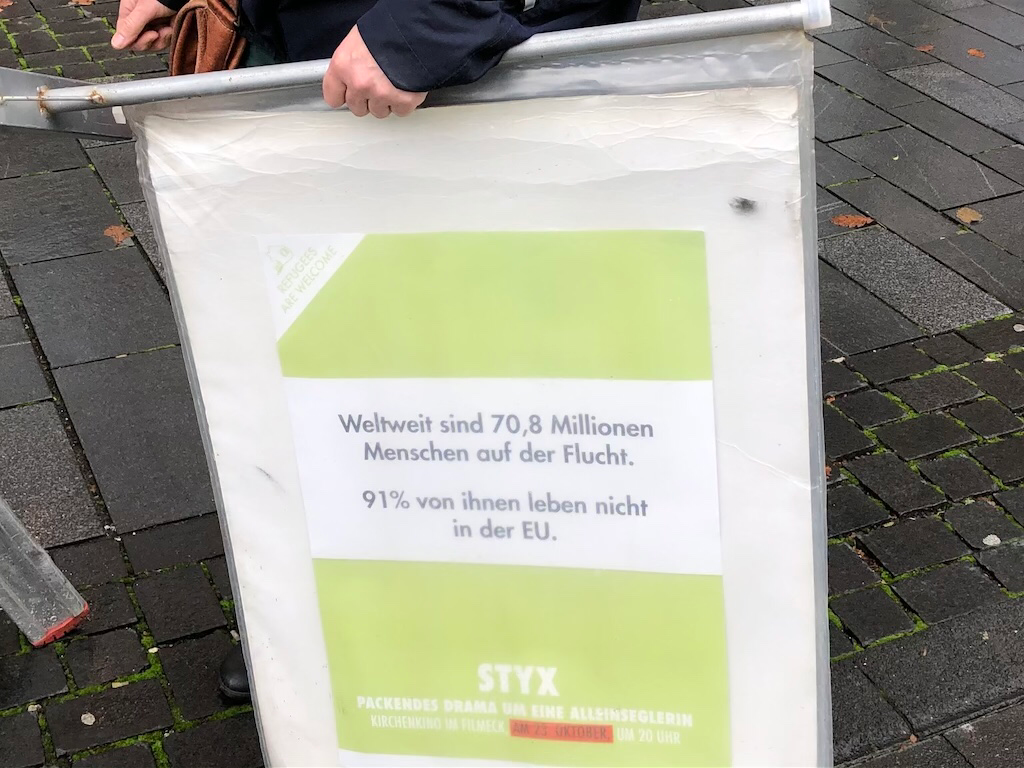 REFUGEES
ARE WELCOME
Weltweit sind 70,8 Millionen
Menschen auf der Flucht.
91% von ihnen leben nicht
in der EU.
STYX
PACKENDES DRAMA UM EINE ALLEINSEGLERIN
KIRCHENKINO IM FILMECK AM 23. OKTOBER, UM 20 UHR